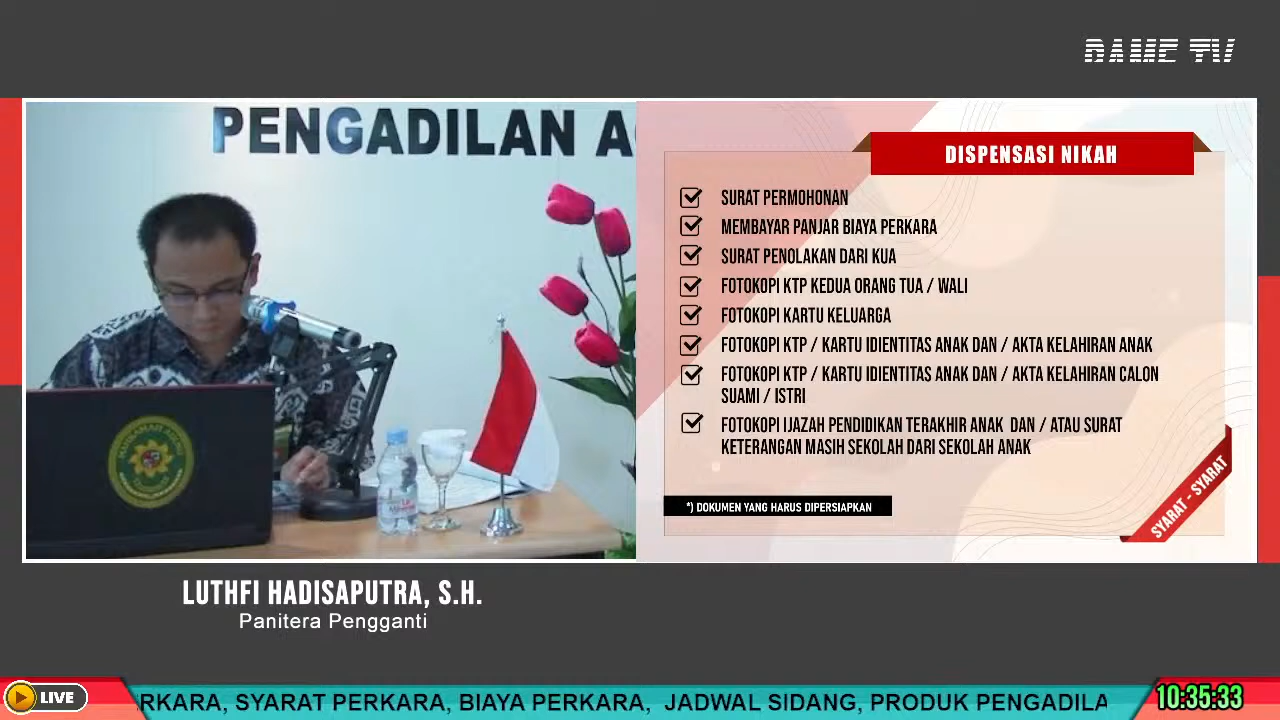 DAME TV
PENGADILAN
DISPENSASI NIKAH
SURAT PERMOHONAN
MEMBAYAR PANJAR BIAYA PERKARA
SURAT PENOLAKAN DARI KUA
FOTOKOPI KTP KEDUA ORANG TUA / WALI
FOTOKOPI KARTU KELUARGA
FOTOKOPI KTP / KARTU IDIENTITAS ANAK DAN / AKTA KELAHIRAN ANAK
FOTOKOPI KTP / KARTU IDIENTITAS ANAK DAN / AKTA KELAHIRAN CALON
SUAMI / ISTRI
FOTOKOPI IJAZAH PENDIDIKAN TERAKHIR ANAK DAN / ATAU SURAT
KETERANGAN MASIH SEKOLAH DARI SEKOLAH ANAK
*) DOKUMEN YANG HARUS DIPERSIAPKAN
SYARAT - SYARAT
LUTHFI HADISAPUTRA, S.H.
Panitera Pengganti
LIVE
RKARA, SYARAT PERKARA, BIAYA PERKARA, JADWAL SIDANG, PRODUK PENGADILA
10:35:33